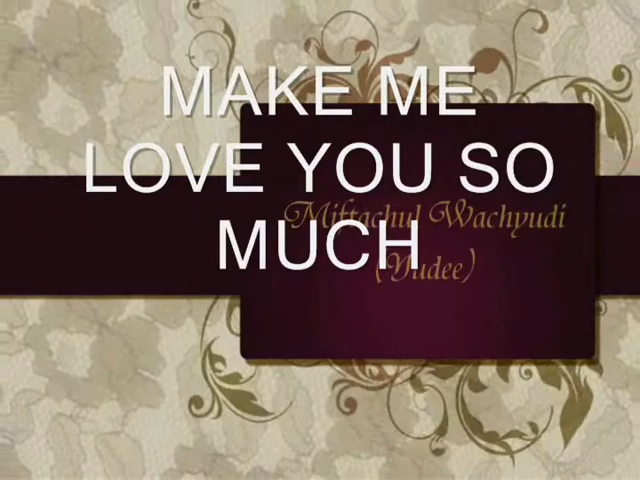 MAKE ME
LOVE YOU SO
MUCH
Miftachul Wachyudi
(Yudee)